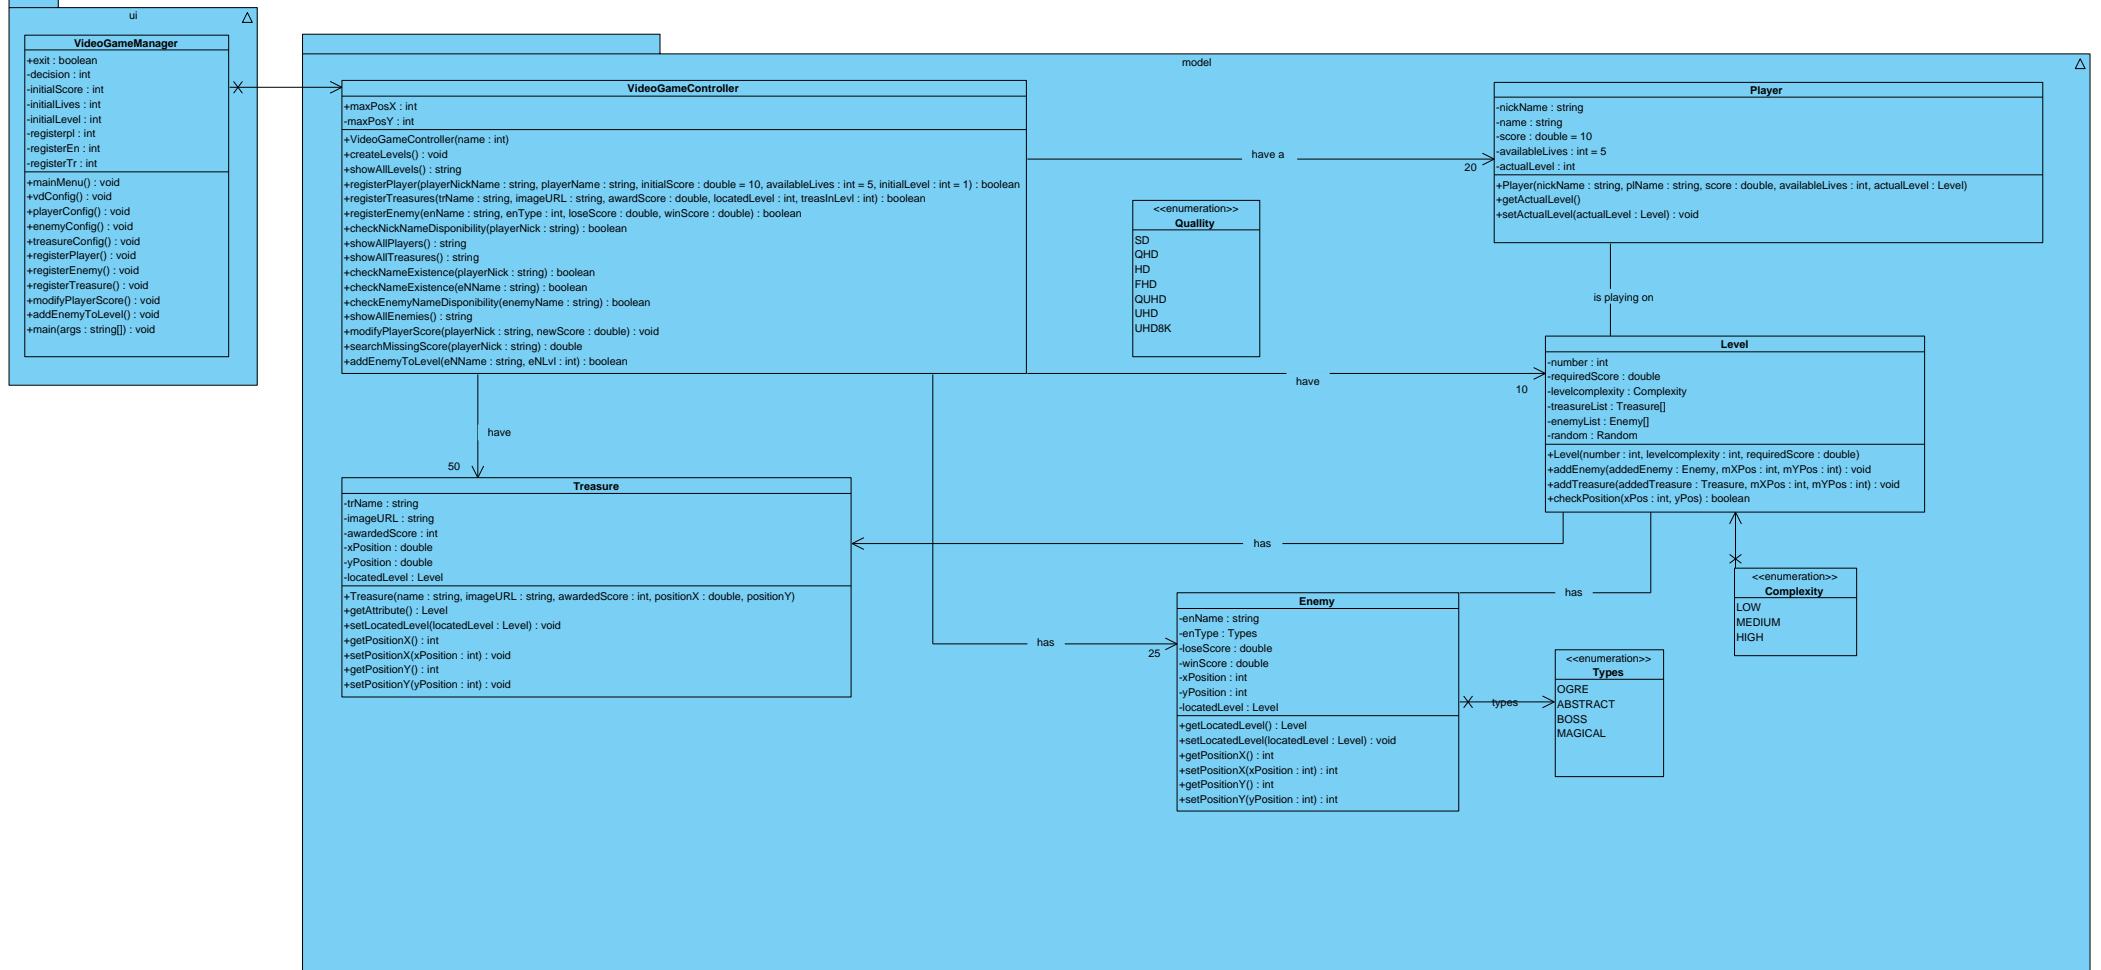 ui
VideoGameManager
+exit : boolean
-decision : int
-initialScore : int
-initialLives : int
-initialLevel : int
-registerpl : int
-registerEn : int
-registerTr : int
+mainMenu() : void
+vdConfig() : void
+playerConfig() : void
+enemyConfig() : void
+treasureConfig() : void
+registerPlayer() : void
+registerEnemy() : void
+registerTreasure() : void
+modifyPlayerScore() : void
+addEnemyToLevel() : void
+main(args : string[]) : void
model
VideoGameController
+maxPosX : int
-maxPosY : int
+VideoGameController(name : int)
+createLevels() : void
+showAllLevels() : string
+registerPlayer(playerNickName : string, playerName : string, initialScore : double = 10, availableLives : int = 5, initialLevel : int = 1) : boolean
+registerTreasures(trName : string, imageURL : string, awardScore : double, locatedLevel : int, treasInLevl : int) : boolean
+registerEnemy(enName : string, enType : int, loseScore : double, winScore : double) : boolean
+checkNickNameDisponibility(playerNick : string) : boolean
+showAllPlayers() : string
+showAllTreasures() : string
+checkNameExistence(playerNick : string) : boolean
+checkNameExistence(eNName : string) : boolean
+checkEnemyNameDisponibility(enemyName : string) : boolean
+showAllEnemies() : string
+modifyPlayerScore(playerNick : string, newScore : double) : void
+searchMissingScore(playerNick : string) : double
+addEnemyToLevel(eNName : string, eNLvl : int) : boolean
have a
20
Player
-nickName : string
-name : string
-score : double = 10
-availableLives : int = 5
-actualLevel : int
+Player(nickName : string, plName : string, score : double, availableLives : int, actualLevel : Level)
+getActualLevel()
+setActualLevel(actualLevel : Level) : void
<<enumeration>>
Quallity
SD
QHD
HD
FHD
QUHD
UHD
UHD8K
is playing on
have
10
Level
-number : int
-requiredScore : double
-levelcomplexity : Complexity
-treasureList : Treasure[]
-enemyList : Enemy[]
-random : Random
+Level(number : int, levelcomplexity : int, requiredScore : double)
+addEnemy(addedEnemy : Enemy, mXPos : int, mYPos : int) : void
+addTreasure(addedTreasure : Treasure, mXPos : int, mYPos : int) : void
+checkPosition(xPos : int, yPos) : boolean
have
50
Treasure
-trName : string
-imageURL : string
-awardedScore : int
-xPosition : double
-yPosition : double
-locatedLevel : Level
+Treasure(name : string, imageURL : string, awardedScore : int, positionX : double, positionY)
+getAttribute() : Level
+setLocatedLevel(locatedLevel : Level) : void
+getPositionX() : int
+setPositionX(xPosition : int) : void
+getPositionY() : int
+setPositionY(yPosition : int) : void
has
has
25
has
Enemy
-enName : string
-enType : Types
-loseScore : double
-winScore : double
-xPosition : int
-yPosition : int
-locatedLevel : Level
+getLocatedLevel() : Level
+setLocatedLevel(locatedLevel : Level) : void
+getPositionX() : int
+setPositionX(xPosition : int) : int
+getPositionY() : int
+setPositionY(yPosition : int) : int
types
<<enumeration>>
Complexity
LOW
MEDIUM
HIGH
<<enumeration>>
Types
OGRE
ABSTRACT
BOSS
MAGICAL